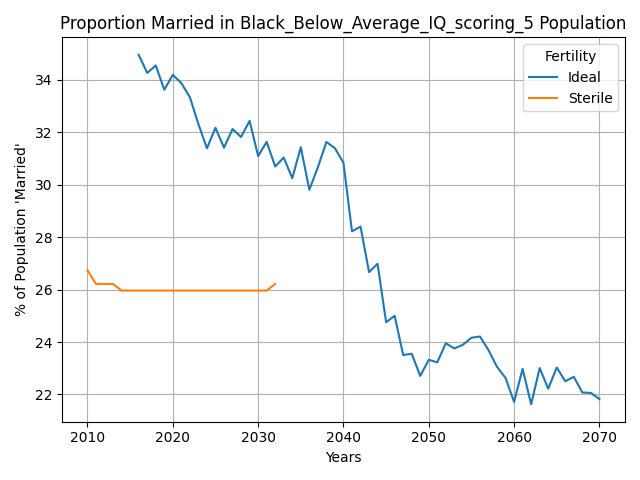 Proportion Married in Black_Below_Average_IQ_scoring_5 Population
Fertility
Ideal
Sterile
% of Population 'Married'
34
32
30
28
26
24
22
2010 2020 2030 2040 2050 2060 2070
Years